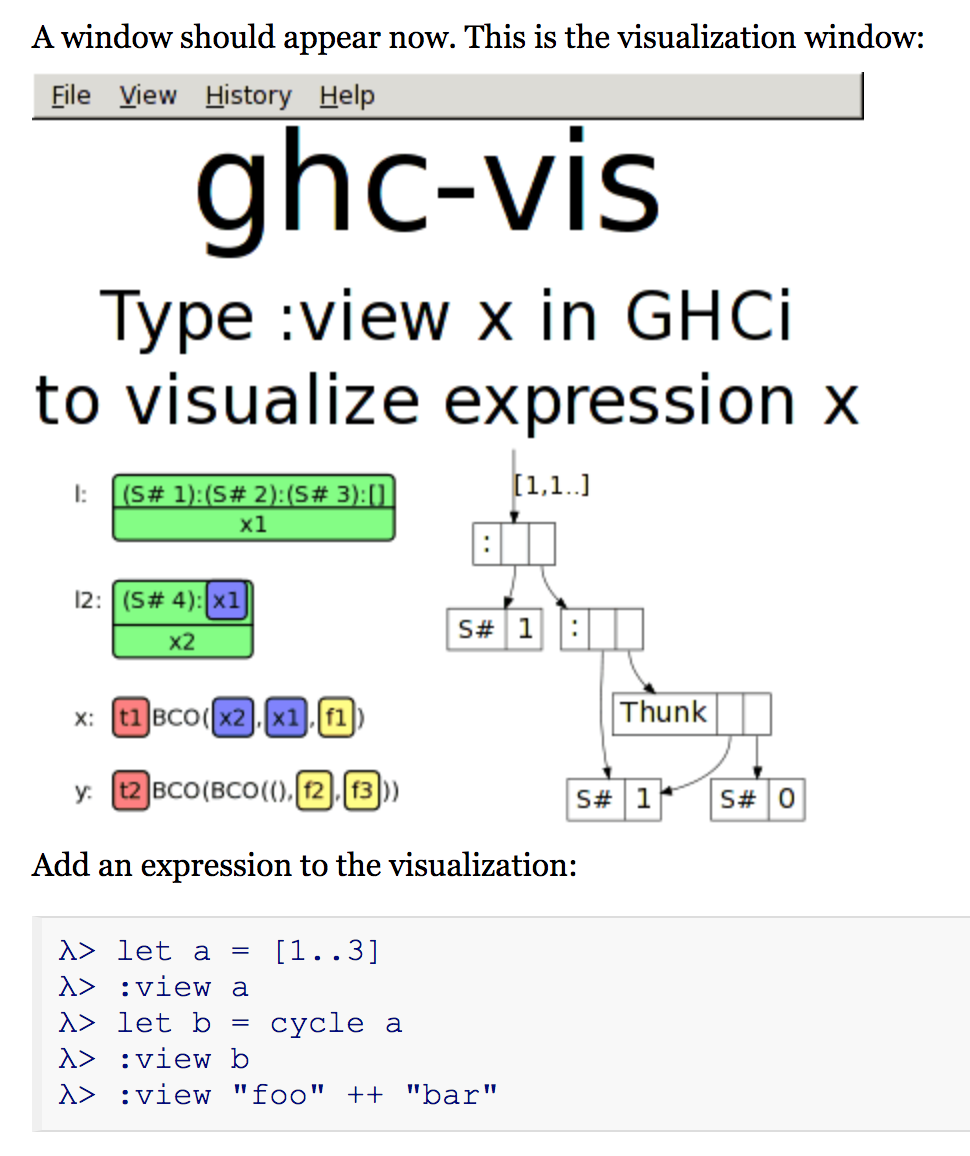 A window should appear now. This is the visualization window:
File View History Help
ghc-vis
Type :view x in GHCi
to visualize expression x
l: (S# 1):(S# 2):(S# 3):[]
x1
l2: (S# 4): x1
x2
x: t1 BCO( x2 , x1 , f1 )
y: t2 BCO(BCO((), f2 , f3 ))
[1,1..]
:
S# 1
:
Thunk
S# 1
S# 0
Add an expression to the visualization:
λ> let a = [1..3]
λ> :view a
λ> let b = cycle a
λ> :view b
λ> :view "foo" ++ "bar"